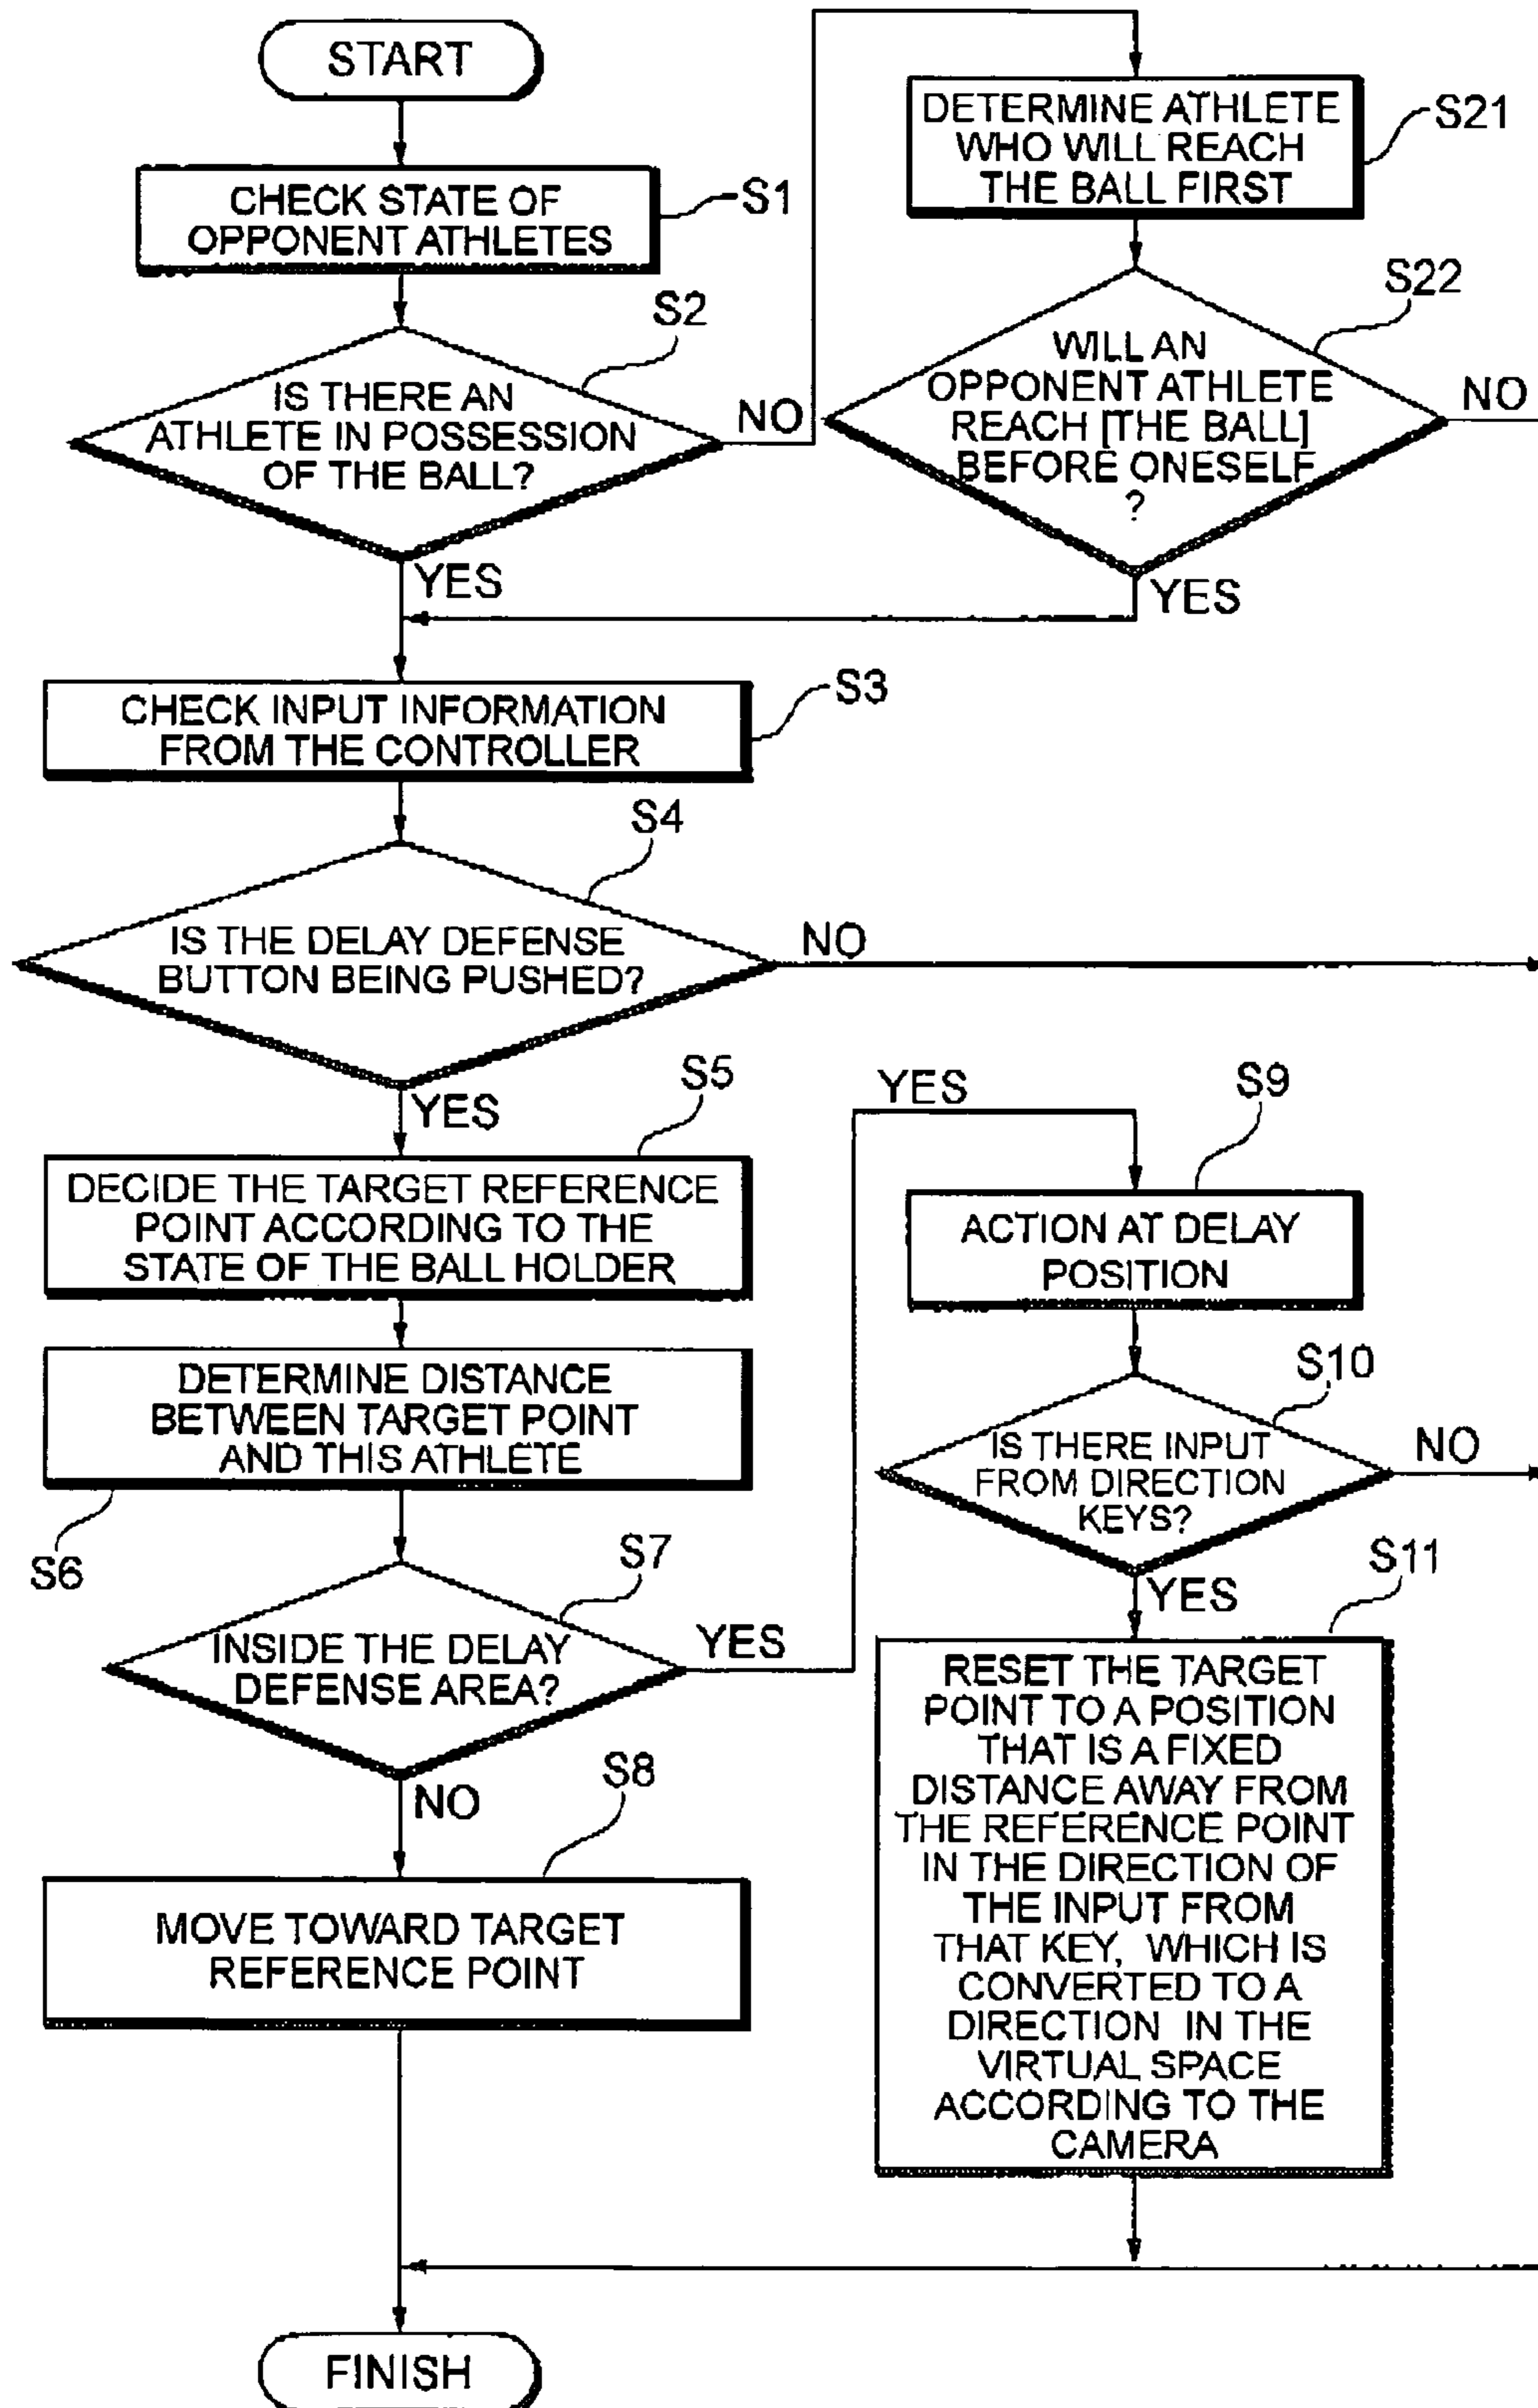 START
CHECK STATE OF
OPPONENT ATHLETES
S1
S2
IS THERE AN
ATHLETE IN POSSESSION
OF THE BALL?
NO
YES
DETERMINE ATHLETE
WHO WILL REACH
THE BALL FIRST
S21
S22
WILL AN
OPPONENT ATHLETE
REACH [THE BALL]
BEFORE ONESELF
?
NO
YES
CHECK INPUT INFORMATION
FROM THE CONTROLLER
S3
S4
IS THE DELAY DEFENSE
BUTTON BEING PUSHED?
NO
YES
S5
DECIDE THE TARGET REFERENCE
POINT ACCORDING TO THE
STATE OF THE BALL HOLDER
DETERMINE DISTANCE
BETWEEN TARGET POINT
AND THIS ATHLETE
S6
S7
INSIDE THE DELAY
DEFENSE AREA?
YES
NO
S8
MOVE TOWARD TARGET
REFERENCE POINT
YES
S9
ACTION AT DELAY
POSITION
S10
IS THERE INPUT
FROM DIRECTION
KEYS?
NO
YES
S11
RESET THE TARGET
POINT TO A POSITION
THAT IS A FIXED
DISTANCE AWAY FROM
THE REFERENCE POINT
IN THE DIRECTION OF
THE INPUT FROM
THAT KEY, WHICH IS
CONVERTED TO A
DIRECTION IN THE
VIRTUAL SPACE
ACCORDING TO THE
CAMERA
FINISH